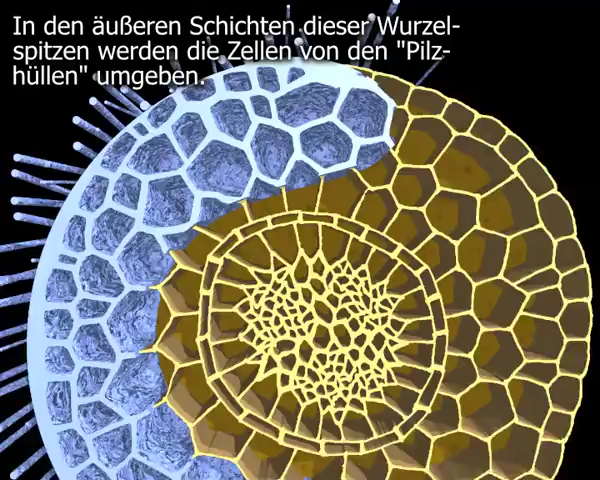 In den äußeren Schichten dieser Wurzel-
spitzen werden die Zellen von den "Pilz-
hüllen" umgeben.